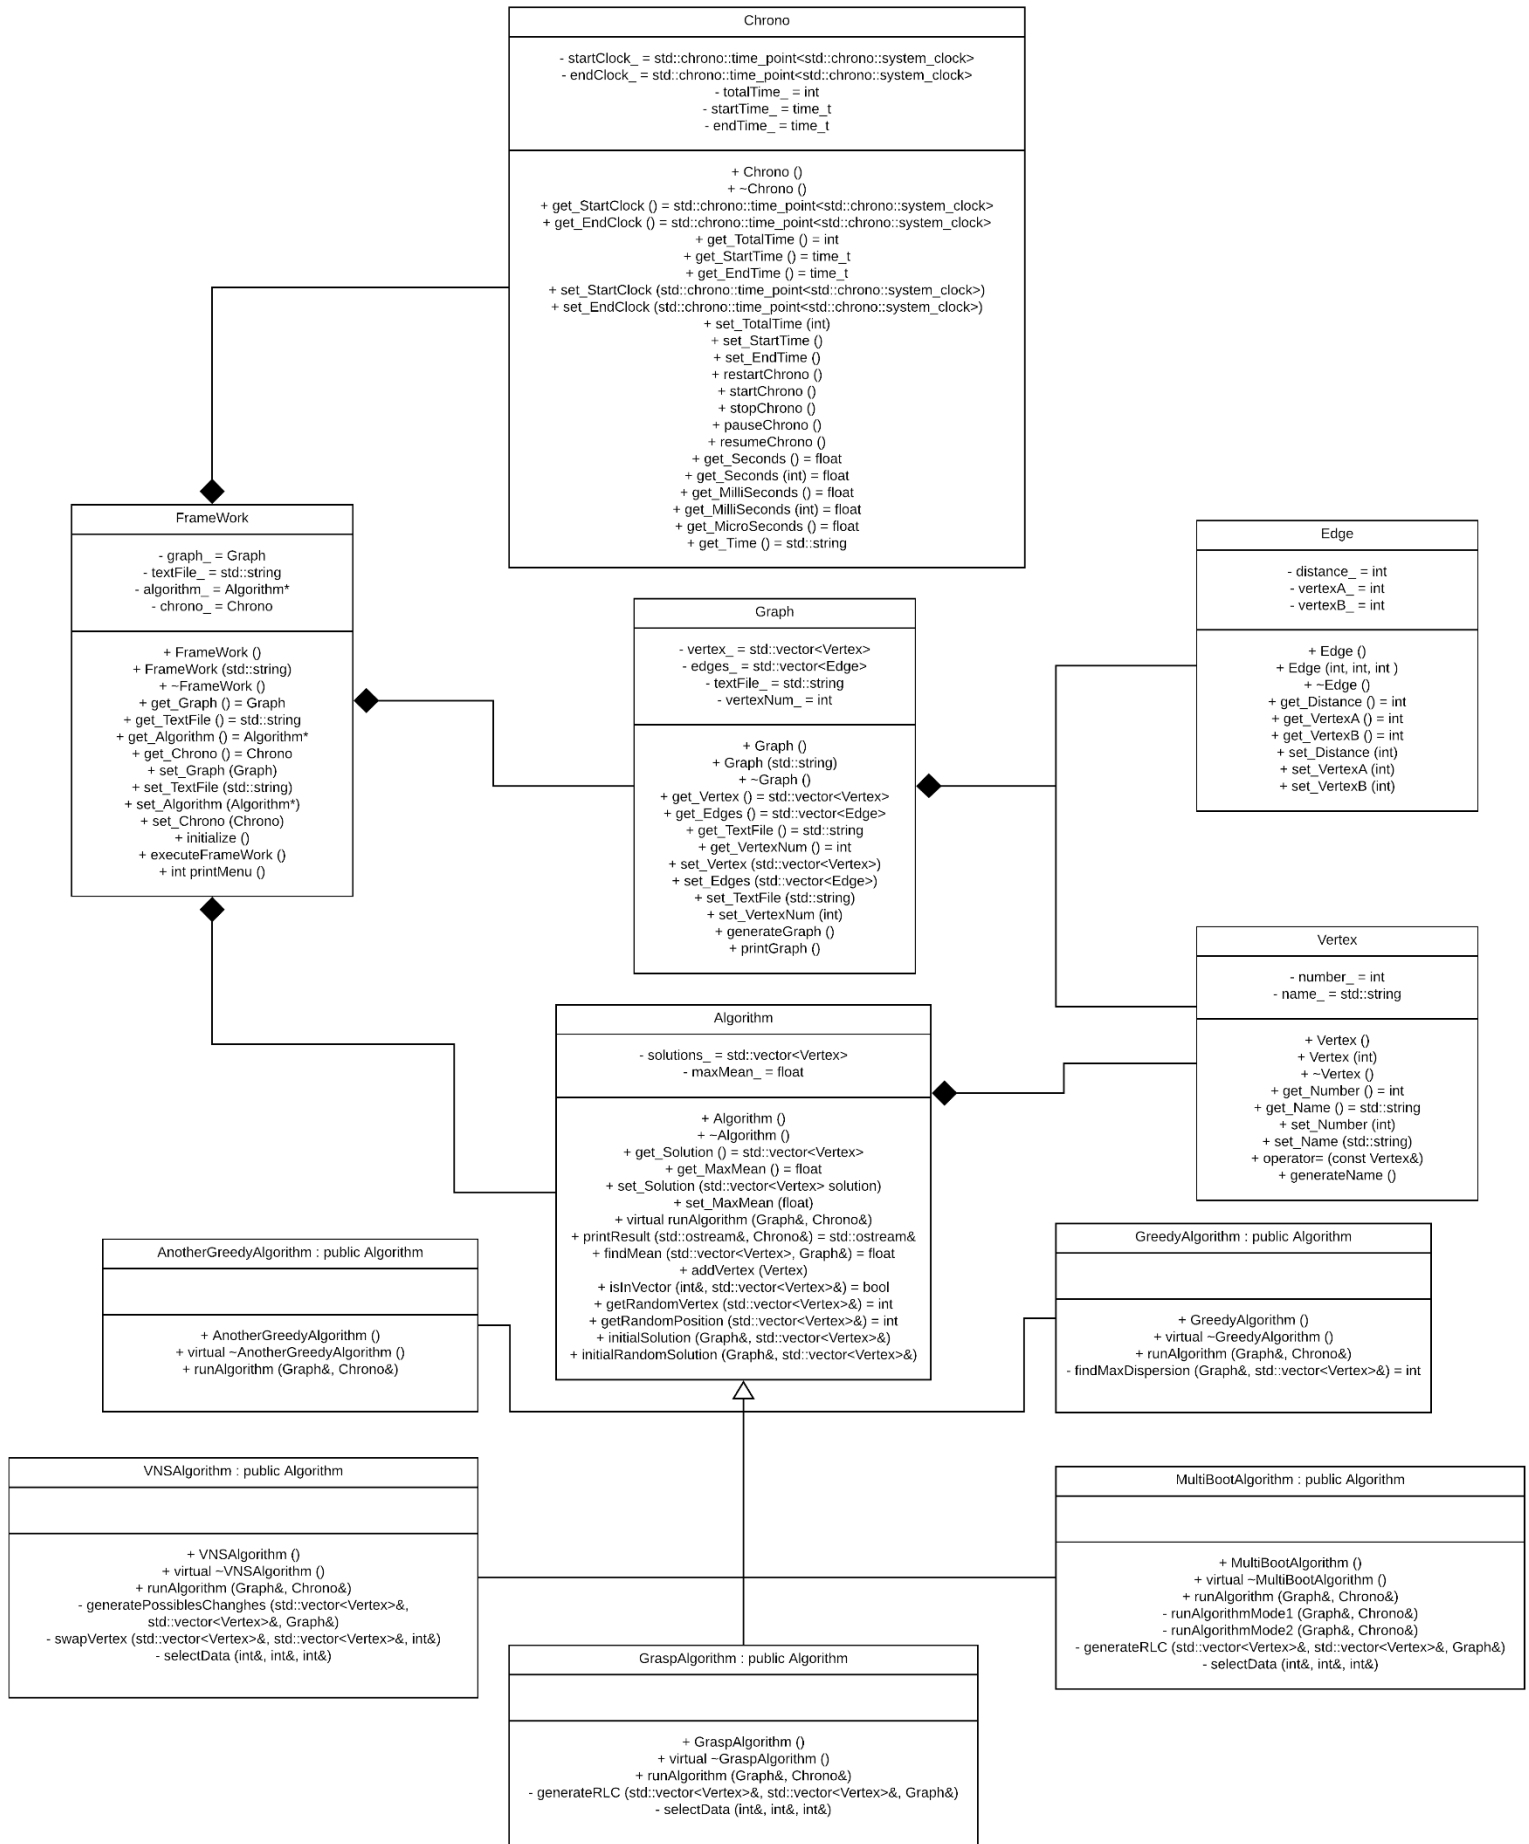 Chrono
- startClock_ = std::chrono::time_point<std::chrono::system_clock>
- endClock_ = std::chrono::time_point<std::chrono::system_clock>
- totalTime_ = int
- startTime_ = time_t
- endTime_ = time_t
+ Chrono ()
+ ~Chrono ()
+ get_StartClock () = std::chrono::time_point<std::chrono::system_clock>
+ get_EndClock () = std::chrono::time_point<std::chrono::system_clock>
+ get_TotalTime () = int
+ get_StartTime () = time_t
+ get_EndTime () = time_t
+ set_StartClock (std::chrono::time_point<std::chrono::system_clock>)
+ set_EndClock (std::chrono::time_point<std::chrono::system_clock>)
+ set_TotalTime (int)
+ set_StartTime ()
+ set_EndTime ()
+ restartChrono ()
+ startChrono ()
+ stopChrono ()
+ pauseChrono ()
+ resumeChrono ()
+ get_Seconds () = float
+ get_Seconds (int) = float
+ get_MilliSeconds () = float
+ get_MilliSeconds (int) = float
+ get_MicroSeconds () = float
+ get_Time () = std::string
FrameWork
- graph_ = Graph
- textFile_ = std::string
- algorithm_ = Algorithm*
- chrono_ = Chrono
+ FrameWork ()
+ FrameWork (std::string)
+ ~FrameWork ()
+ get_Graph () = Graph
+ get_TextFile () = std::string
+ get_Algorithm () = Algorithm*
+ get_Chrono () = Chrono
+ set_Graph (Graph)
+ set_TextFile (std::string)
+ set_Algorithm (Algorithm*)
+ set_Chrono (Chrono)
+ initialize ()
+ executeFrameWork ()
+ int printMenu ()
Graph
- vertex_ = std::vector<Vertex>
- edges_ = std::vector<Edge>
- textFile_ = std::string
- vertexNum_ = int
+ Graph ()
+ Graph (std::string)
+ ~Graph ()
+ get_Vertex () = std::vector<Vertex>
+ get_Edges () = std::vector<Edge>
+ get_TextFile () = std::string
+ get_VertexNum () = int
+ set_Vertex (std::vector<Vertex>)
+ set_Edges (std::vector<Edge>)
+ set_TextFile (std::string)
+ set_VertexNum (int)
+ generateGraph ()
+ printGraph ()
Edge
- distance_ = int
- vertexA_ = int
- vertexB_ = int
+ Edge ()
+ Edge (int, int, int )
+ ~Edge ()
+ get_Distance () = int
+ get_VertexA () = int
+ get_VertexB () = int
+ set_Distance (int)
+ set_VertexA (int)
+ set_VertexB (int)
Vertex
- number_ = int
- name_ = std::string
+ Vertex ()
+ Vertex (int)
+ ~Vertex ()
+ get_Number () = int
+ get_Name () = std::string
+ set_Number (int)
+ set_Name (std::string)
+ operator= (const Vertex&)
+ generateName ()
Algorithm
- solutions_ = std::vector<Vertex>
- maxMean_ = float
+ Algorithm ()
+ ~Algorithm ()
+ get_Solution () = std::vector<Vertex>
+ get_MaxMean () = float
+ set_Solution (std::vector<Vertex> solution)
+ set_MaxMean (float)
+ virtual runAlgorithm (Graph&, Chrono&)
+ printResult (std::ostream&, Chrono&) = std::ostream&
+ findMean (std::vector<Vertex>, Graph&) = float
+ addVertex (Vertex)
+ isInVector (int&, std::vector<Vertex>&) = bool
+ getRandomVertex (std::vector<Vertex>&) = int
+ getRandomPosition (std::vector<Vertex>&) = int
+ initialSolution (Graph&, std::vector<Vertex>&)
+ initialRandomSolution (Graph&, std::vector<Vertex>&)
AnotherGreedyAlgorithm : public Algorithm
+ AnotherGreedyAlgorithm ()
+ virtual ~AnotherGreedyAlgorithm ()
+ runAlgorithm (Graph&, Chrono&)
GreedyAlgorithm : public Algorithm
+ GreedyAlgorithm ()
+ virtual ~GreedyAlgorithm ()
+ runAlgorithm (Graph&, Chrono&)
- findMaxDispersion (Graph&, std::vector<Vertex>&) = int
VNSAlgorithm : public Algorithm
+ VNSAlgorithm ()
+ virtual ~VNSAlgorithm ()
+ runAlgorithm (Graph&, Chrono&)
- generatePossiblesChanghes (std::vector<Vertex>&,
std::vector<Vertex>&, Graph&)
- swapVertex (std::vector<Vertex>&, std::vector<Vertex>&, int&)
- selectData (int&, int&, int&)
MultiBootAlgorithm : public Algorithm
+ MultiBootAlgorithm ()
+ virtual ~MultiBootAlgorithm ()
+ runAlgorithm (Graph&, Chrono&)
- runAlgorithmMode1 (Graph&, Chrono&)
- runAlgorithmMode2 (Graph&, Chrono&)
- generateRLC (std::vector<Vertex>&, std::vector<Vertex>&, Graph&)
- selectData (int&, int&, int&)
GraspAlgorithm : public Algorithm
+ GraspAlgorithm ()
+ virtual ~GraspAlgorithm ()
+ runAlgorithm (Graph&, Chrono&)
- generateRLC (std::vector<Vertex>&, std::vector<Vertex>&, Graph&)
- selectData (int&, int&, int&)